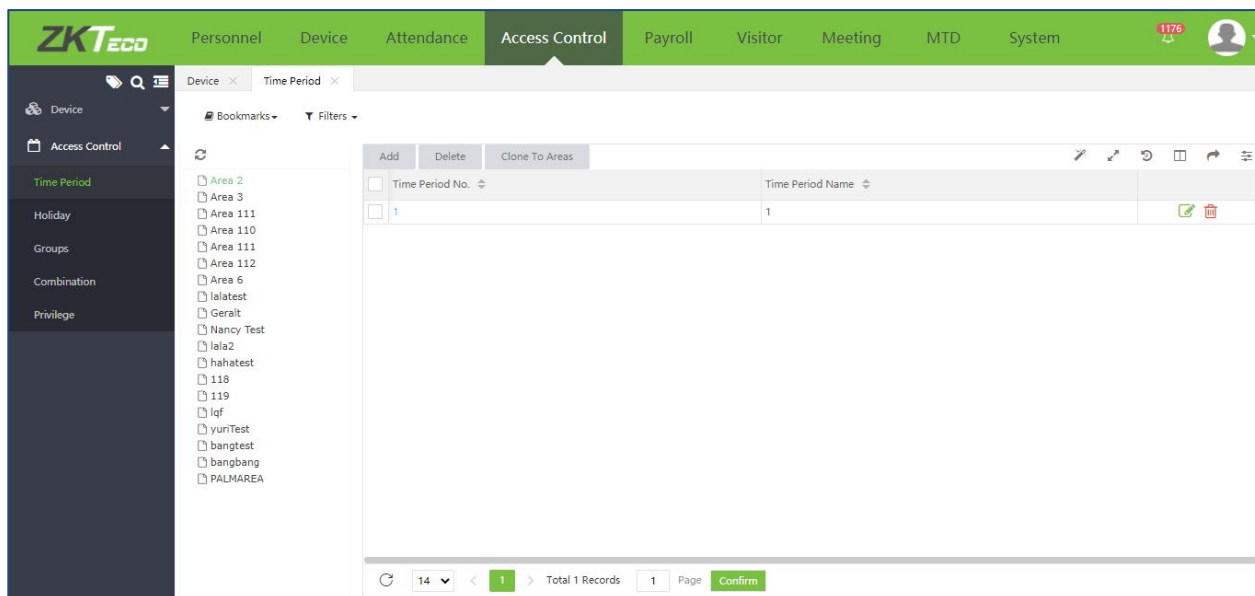 ZKTeco Personnel Device Attendance Access Control Payroll Visitor Meeting MTD System 1176
Device Time Period
Device
Bookmarks Filters
Access Control
Time Period
Holiday
Groups
Combination
Privilege
Area 2
Area 3
Area 111
Area 110
Area 111
Area 112
Area 6
lalatest
Geralt
Nancy Test
lala2
hahatest
118
119
lqf
yuriTest
bangtest
bangbang
PALMAREA
Add Delete Clone To Areas
Time Period No. Time Period Name
1 1
14 < 1 > Total 1 Records 1 Page Confirm